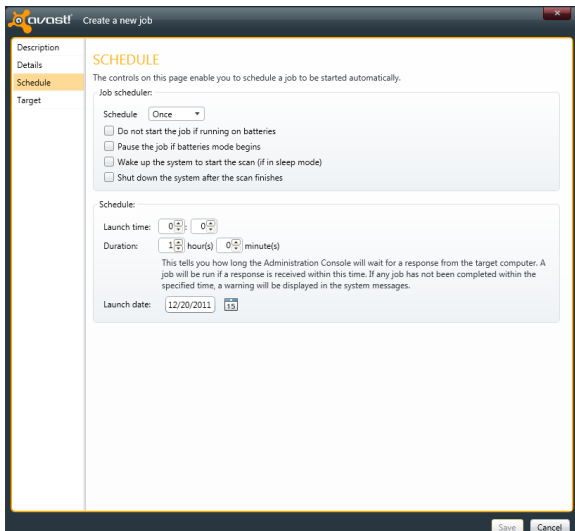 avast! Create a new job
Description
Details
Schedule
Target
SCHEDULE
The controls on this page enable you to schedule a job to be started automatically.
Job scheduler:
Schedule Once
Do not start the job if running on batteries
Pause the job if batteries mode begins
Wake up the system to start the scan (if in sleep mode)
Shut down the system after the scan finishes
Schedule:
Launch time: 0 : 0
Duration: 1 hour(s) 0 minute(s)
This tells you how long the Administration Console will wait for a response from the target computer. A
job will be run if a response is received within this time. If any job has not been completed within the
specified time, a warning will be displayed in the system messages.
Launch date: 12/20/2011 15
Save Cancel